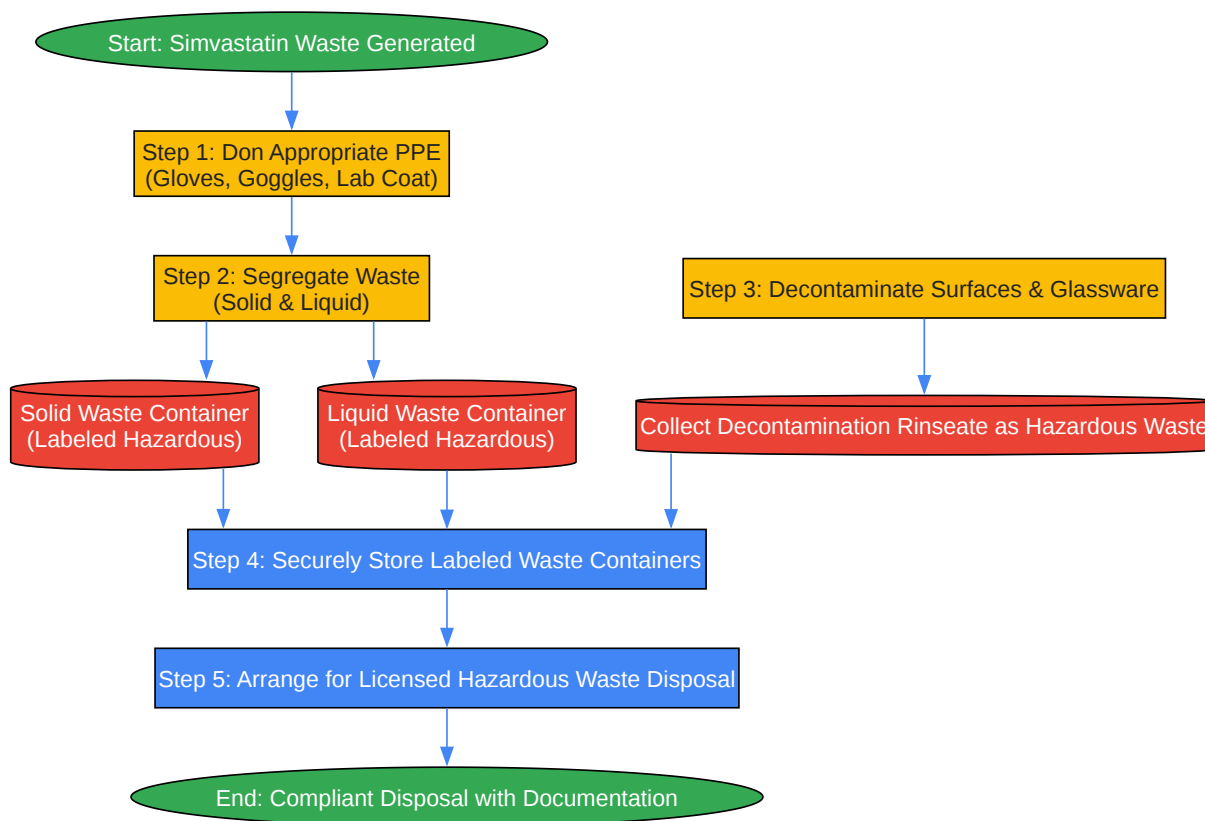 Start: Simvastatin Waste Generated
Step 1: Don Appropriate PPE
(Gloves, Goggles, Lab Coat)
Step 2: Segregate Waste
(Solid & Liquid)
Step 3: Decontaminate Surfaces & Glassware
Solid Waste Container
(Labeled Hazardous)
Liquid Waste Container
(Labeled Hazardous)
Collect Decontamination Rinseate as Hazardous Waste
Step 4: Securely Store Labeled Waste Containers
Step 5: Arrange for Licensed Hazardous Waste Disposal
End: Compliant Disposal with Documentation